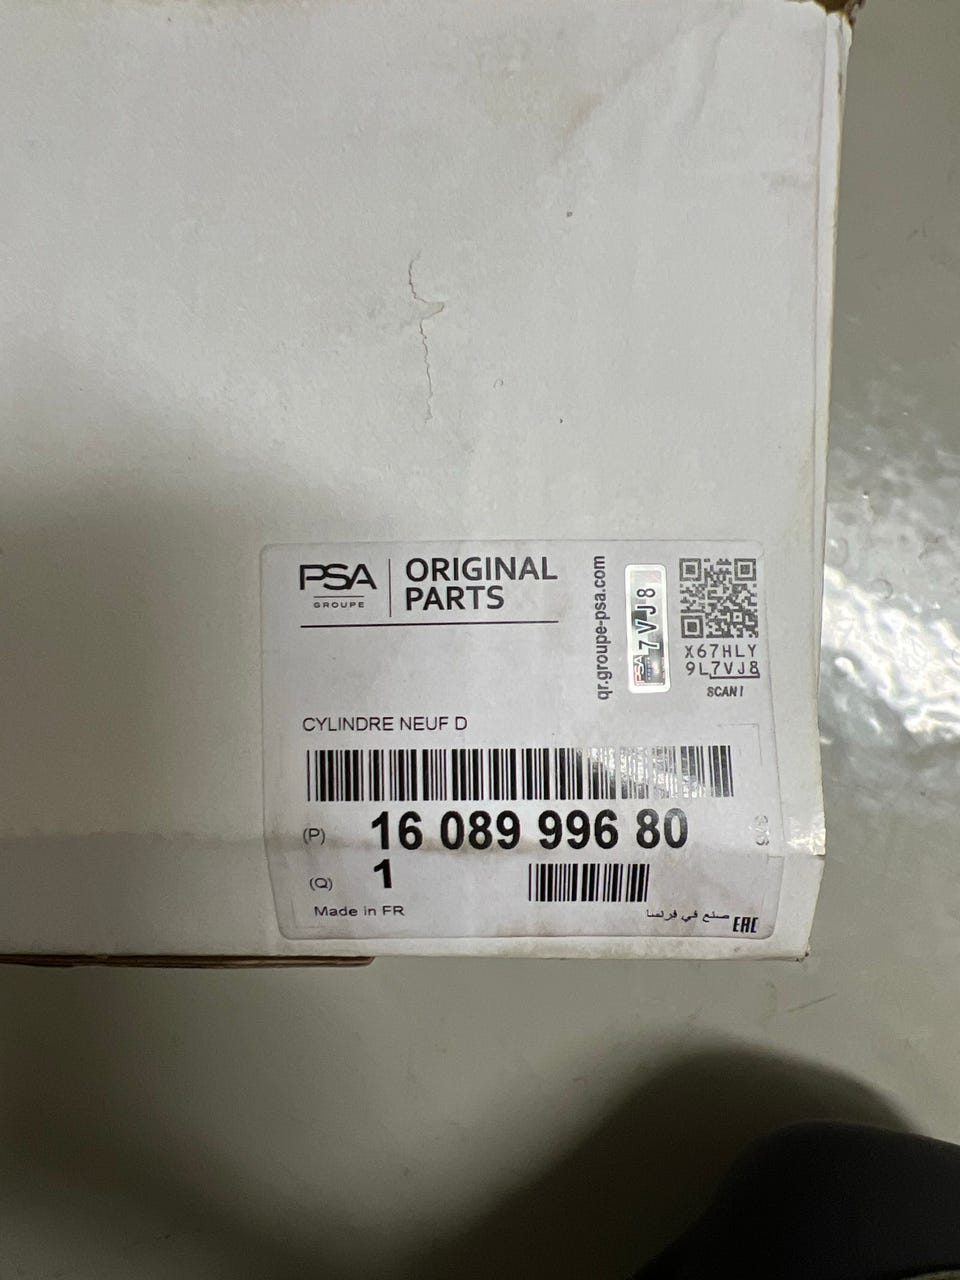 PSA
GROUPE
ORIGINAL
PARTS
qr.groupe-psa.com
PSA
7VJ8
X67HLY
9L7VJ8
SCAN!
CYLINDRE NEUF D
(P) 16 089 996 80
(Q) 1
Made in FR
صنع في فرنسا
EAC